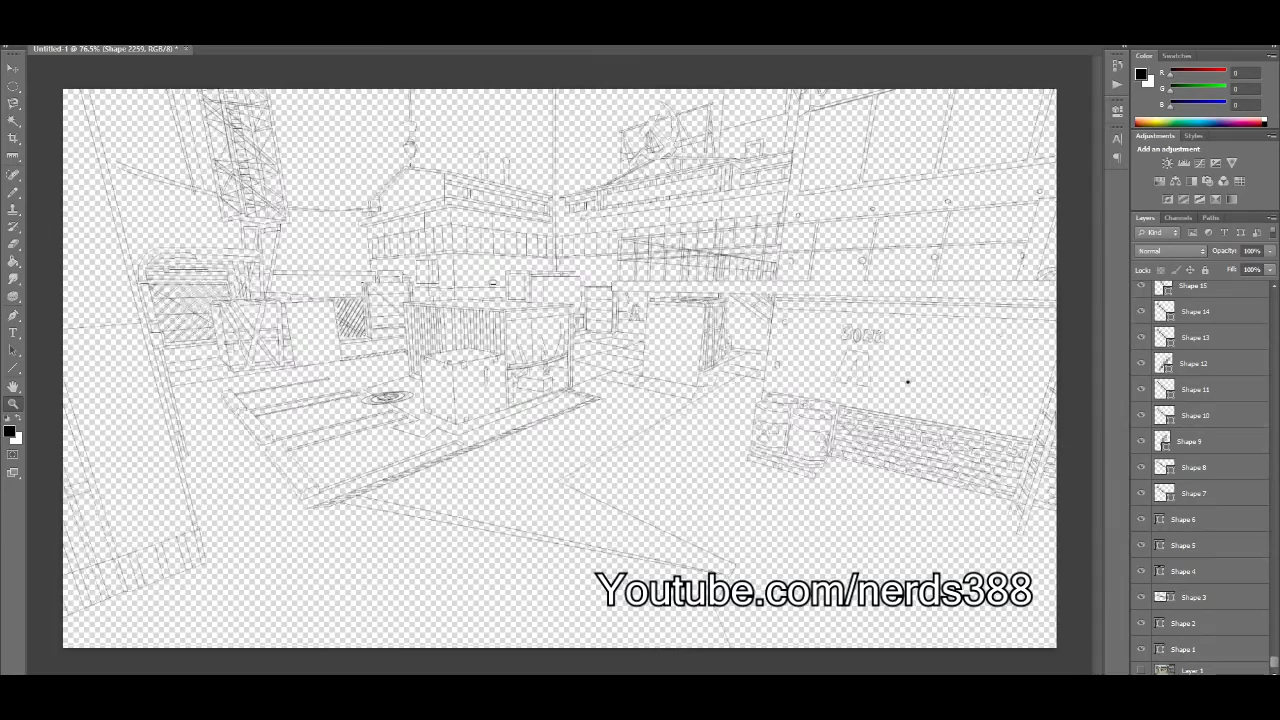 Untitled-1 @ 76.5% (Shape 2259, RGB/8) *
Color
Swatches
R
0
G
0
B
0
Adjustments
Styles
Add an adjustment
Layers
Channels
Paths
Kind
Normal
Opacity: 100%
Lock:
Fill: 100%
Shape 15
Shape 14
Shape 13
Shape 12
Shape 11
Shape 10
Shape 9
Shape 8
Shape 7
Shape 6
Shape 5
Shape 4
Shape 3
Shape 2
Shape 1
Layer 1
Youtube.com/nerds388